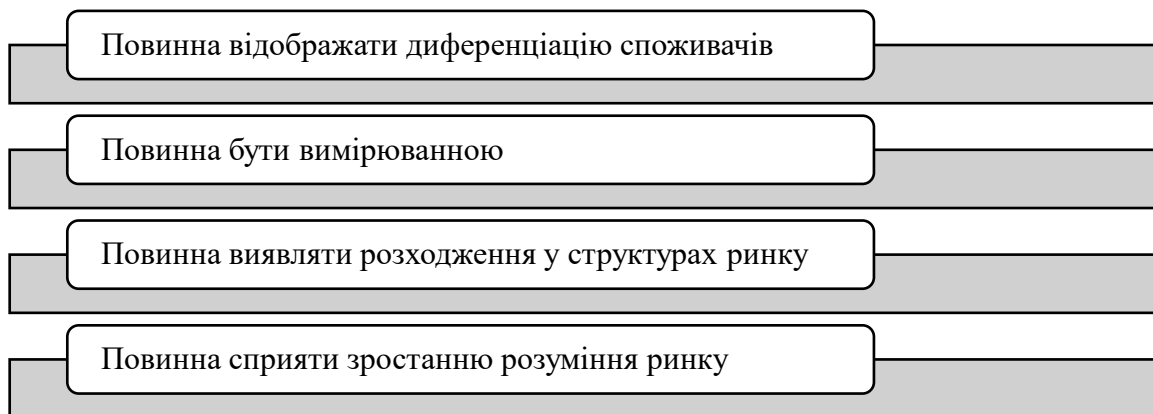 Повинна відображати диференціацію споживачів
Повинна бути вимірюванною
Повинна виявляти розходження у структурах ринку
Повинна сприяти зростанню розуміння ринку